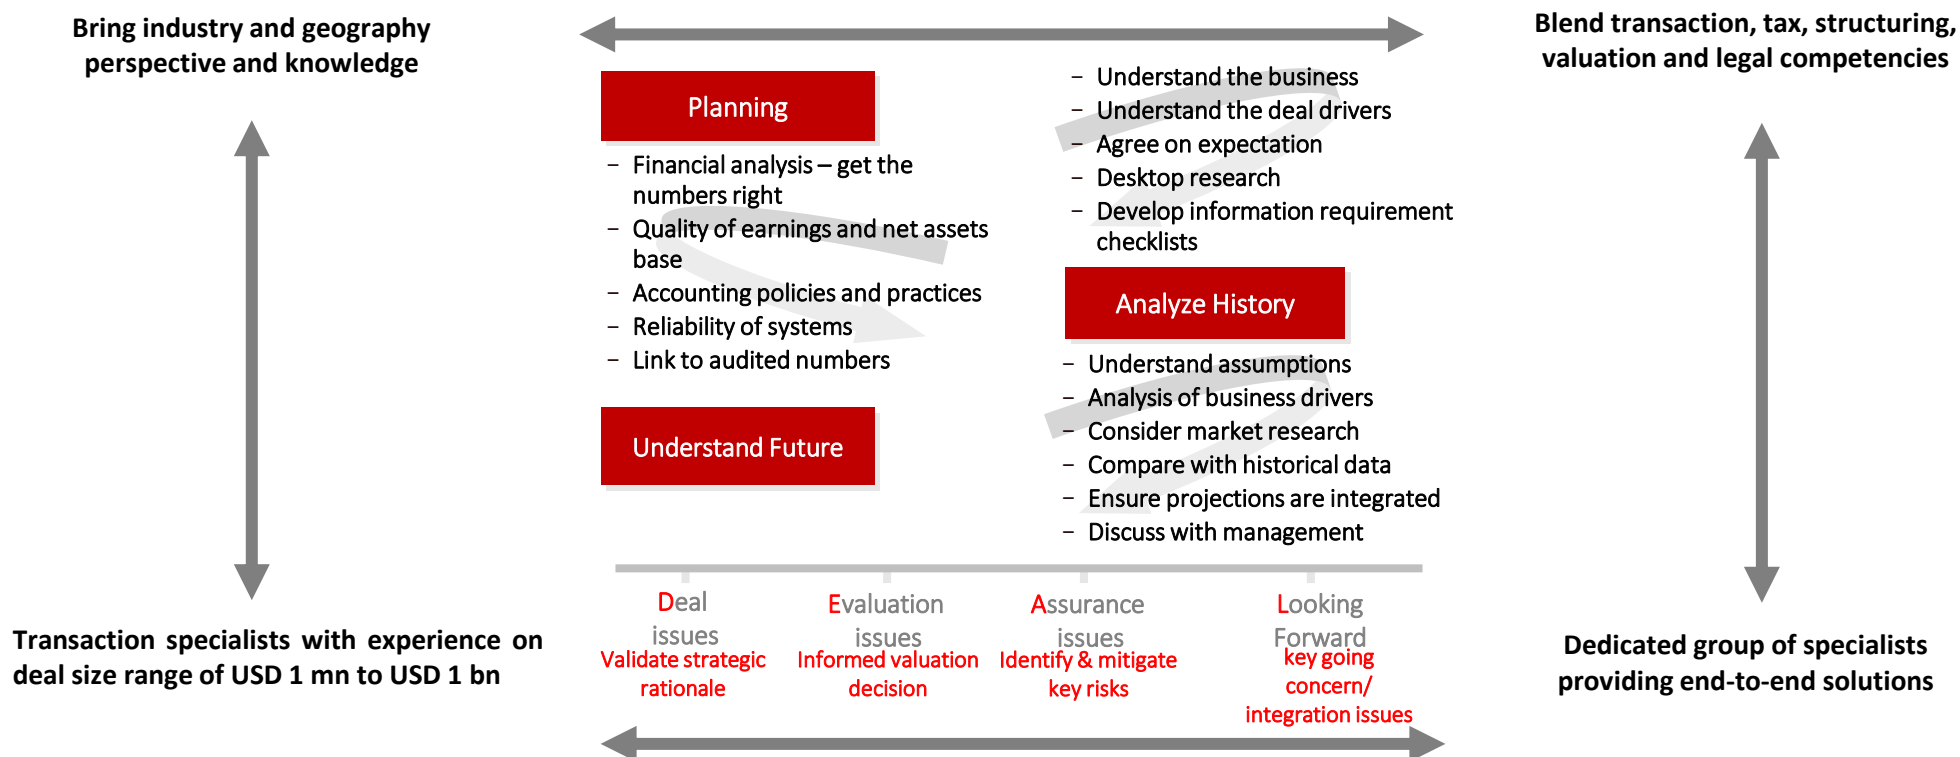 Bring industry and geography
perspective and knowledge
Blend transaction, tax, structuring,
valuation and legal competencies
Planning
– Understand the business
– Understand the deal drivers
– Agree on expectation
– Desktop research
– Develop information requirement
checklists
– Financial analysis – get the
numbers right
– Quality of earnings and net assets
base
– Accounting policies and practices
– Reliability of systems
– Link to audited numbers
Analyze History
– Understand assumptions
– Analysis of business drivers
– Consider market research
– Compare with historical data
– Ensure projections are integrated
– Discuss with management
Understand Future
Deal
issues
Validate strategic
rationale
Evaluation
issues
Informed valuation
decision
Assurance
issues
Identify & mitigate
key risks
Looking
Forward
key going
concern/
integration issues
Transaction specialists with experience on
deal size range of USD 1 mn to USD 1 bn
Dedicated group of specialists
providing end-to-end solutions